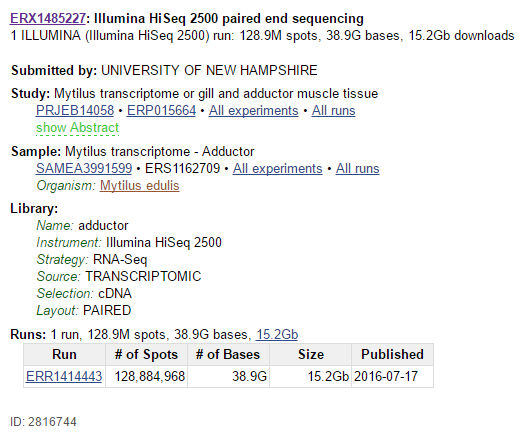 ERX1485227: Illumina HiSeq 2500 paired end sequencing
1 ILLUMINA (Illumina HiSeq 2500) run: 128.9M spots, 38.9G bases, 15.2Gb downloads
Submitted by: UNIVERSITY OF NEW HAMPSHIRE
Study: Mytilus transcriptome or gill and adductor muscle tissue
PRJEB14058 • ERP015664 • All experiments • All runs
show Abstract
Sample: Mytilus transcriptome - Adductor
SAMEA3991599 • ERS1162709 • All experiments • All runs
Organism: Mytilus edulis
Library:
Name: adductor
Instrument: Illumina HiSeq 2500
Strategy: RNA-Seq
Source: TRANSCRIPTOMIC
Selection: cDNA
Layout: PAIRED
Runs: 1 run, 128.9M spots, 38.9G bases, 15.2Gb
Run # of Spots # of Bases Size Published
ERR1414443 128,884,968 38.9G 15.2Gb 2016-07-17
ID: 2816744